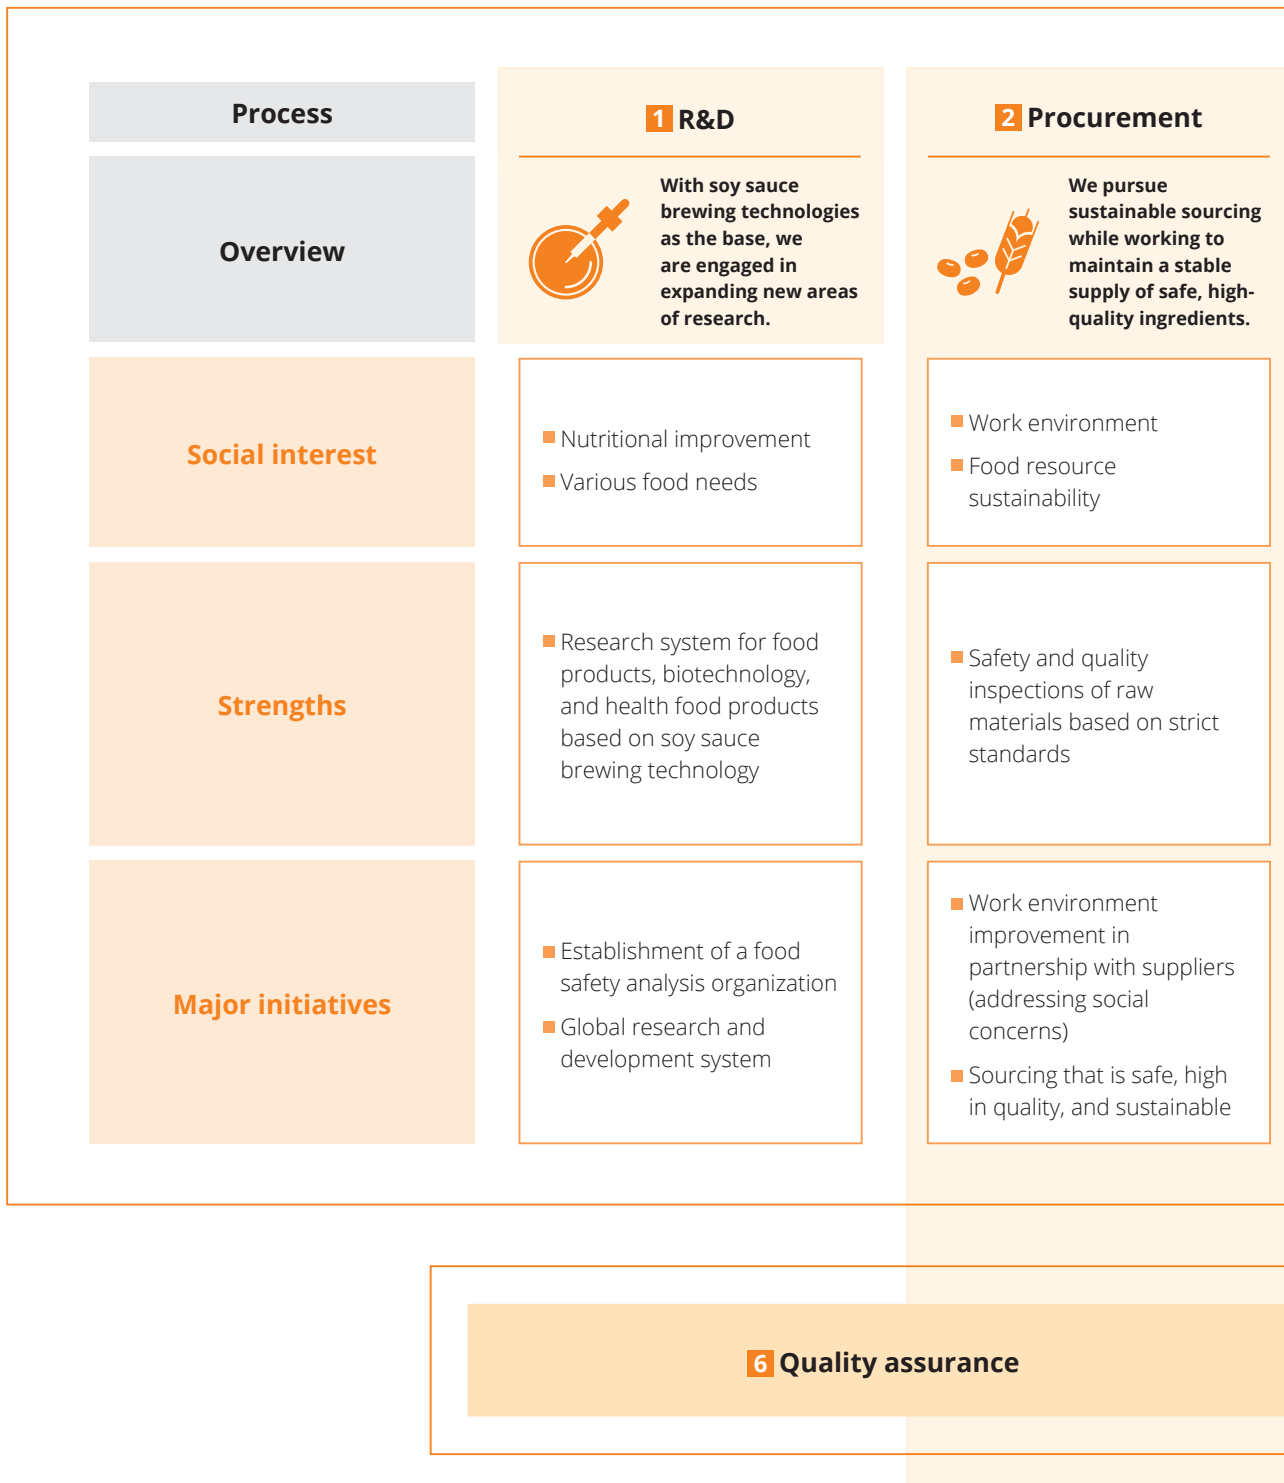 Process
1 R&D
2 Procurement
Overview
With soy sauce
brewing technologies
as the base, we
are engaged in
expanding new areas
of research.
We pursue
sustainable sourcing
while working to
maintain a stable
supply of safe, high-
quality ingredients.
Social interest
Nutritional improvement
Various food needs
Work environment
Food resource
sustainability
Strengths
Research system for food
products, biotechnology,
and health food products
based on soy sauce
brewing technology
Safety and quality
inspections of raw
materials based on strict
standards
Major initiatives
Establishment of a food
safety analysis organization
Global research and
development system
Work environment
improvement in
partnership with suppliers
(addressing social
concerns)
Sourcing that is safe, high
in quality, and sustainable
6 Quality assurance